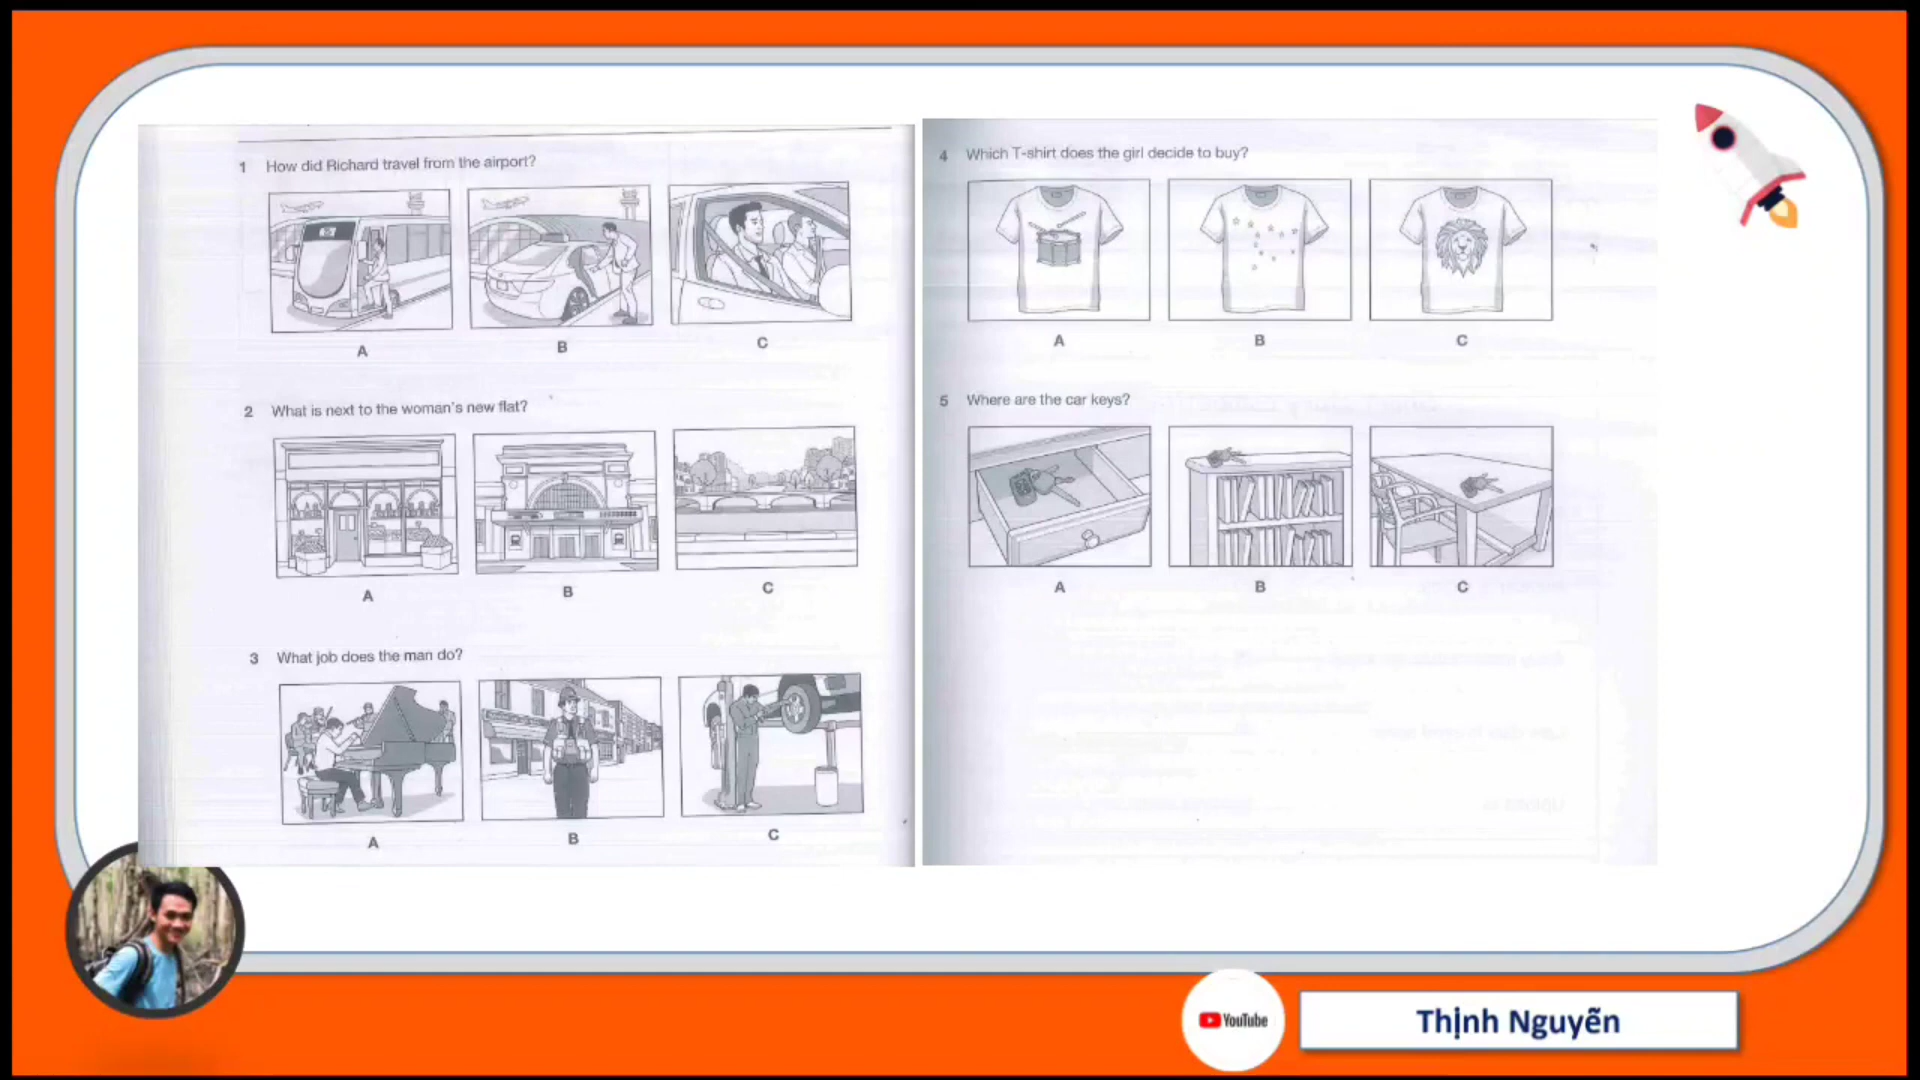 1 How did Richard travel from the airport?
A B C
2 What is next to the woman's new flat?
A B C
3 What job does the man do?
A B C
4 Which T-shirt does the girl decide to buy?
A B C
5 Where are the car keys?
A B C
YouTube
Thịnh Nguyễn